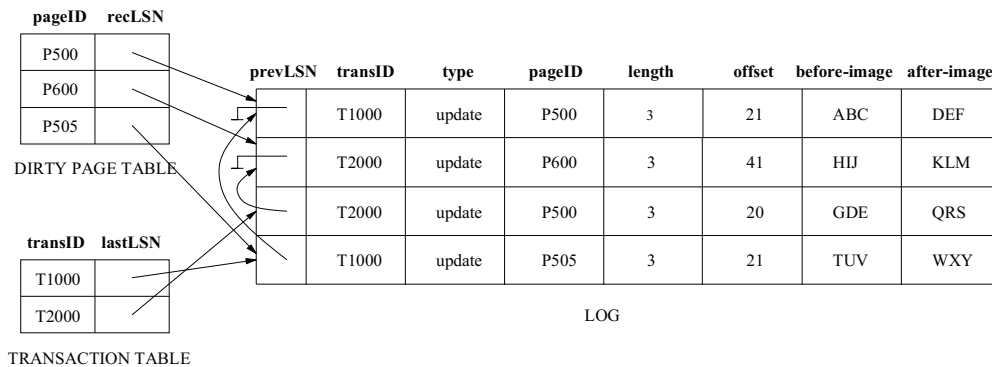 pageID recLSN
P500
P600
P505
DIRTY PAGE TABLE
transID lastLSN
T1000
T2000
TRANSACTION TABLE
prevLSN transID type pageID length offset before-image after-image
T1000 update P500 3 21 ABC DEF
T2000 update P600 3 41 HIJ KLM
T2000 update P500 3 20 GDE QRS
T1000 update P505 3 21 TUV WXY
LOG